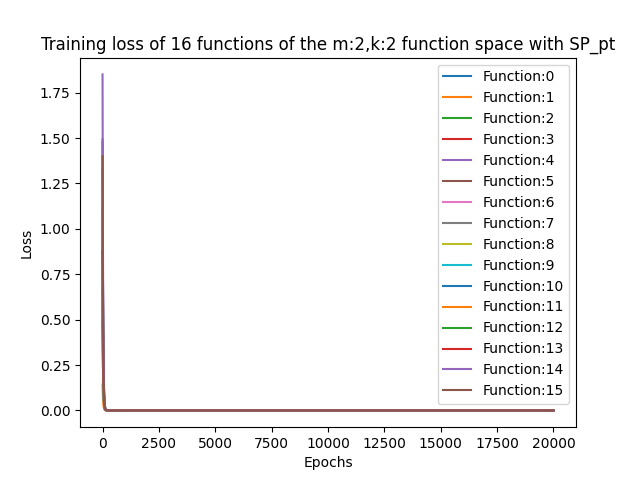 Training loss of 16 functions of the m:2,k:2 function space with SP_pt
Loss
1.75
1.50
1.25
1.00
0.75
0.50
0.25
0.00
Function:0
Function:1
Function:2
Function:3
Function:4
Function:5
Function:6
Function:7
Function:8
Function:9
Function:10
Function:11
Function:12
Function:13
Function:14
Function:15
0 2500 5000 7500 10000 12500 15000 17500 20000
Epochs